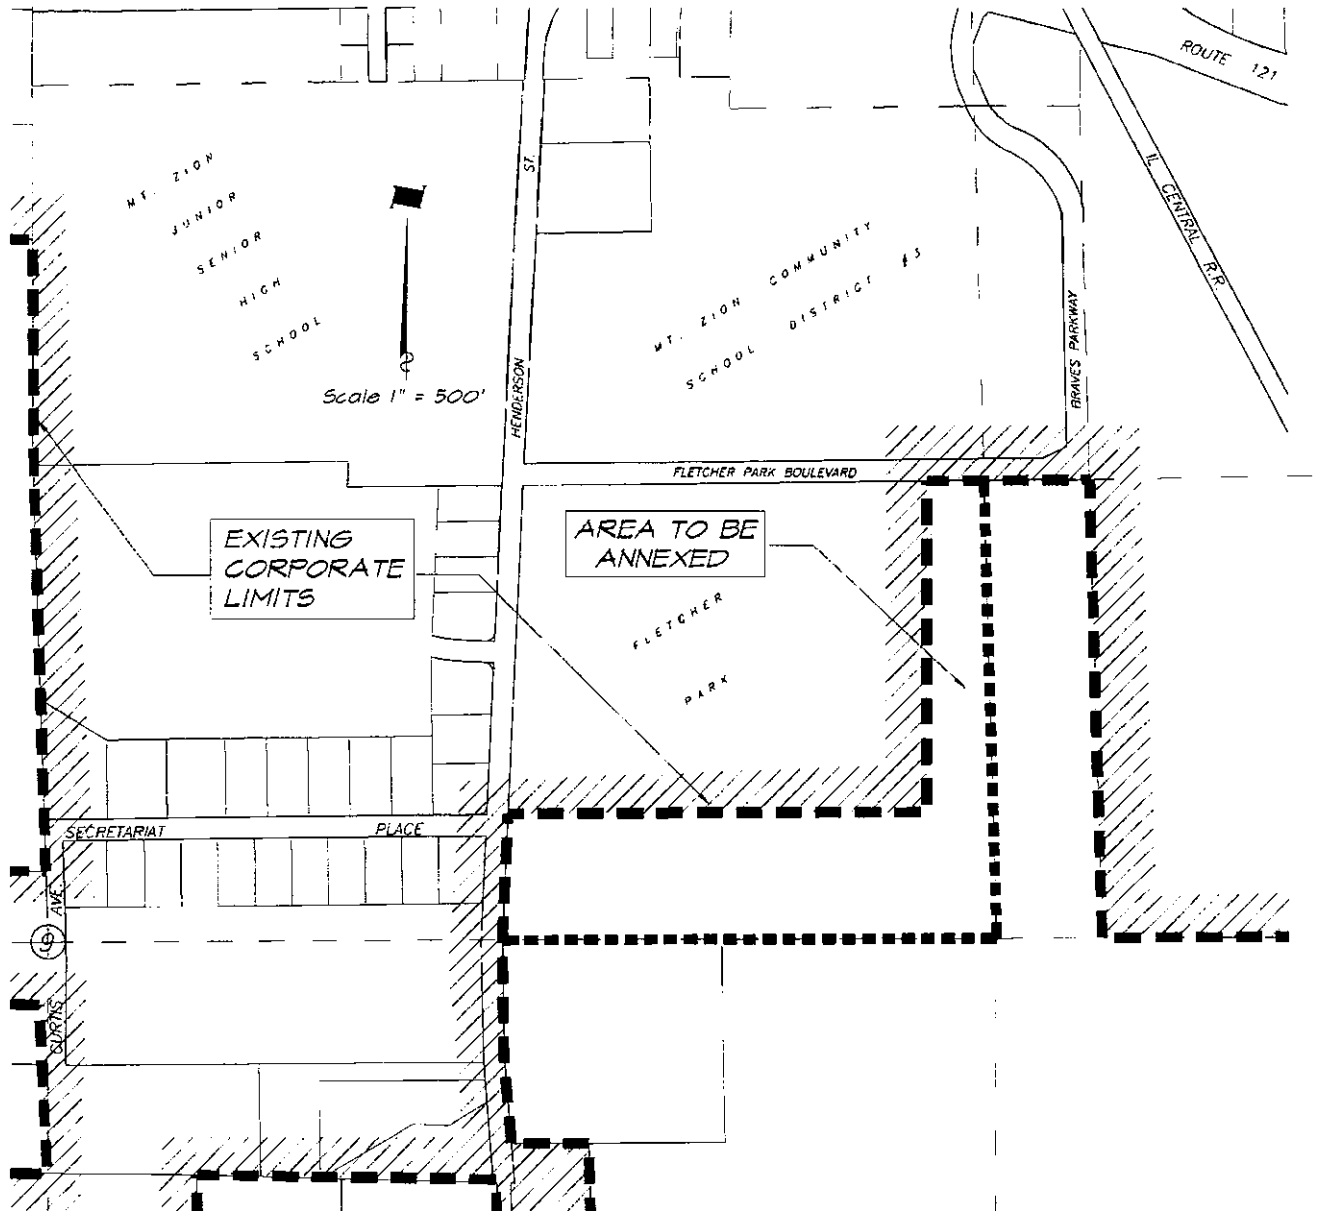 ROUTE 121
MT. ZION
JUNIOR
SENIOR
HIGH
SCHOOL
ST.
IL CENTRAL R.R.
MT. ZION COMMUNITY
SCHOOL DISTRICT #3
BRAVES PARKWAY
HENDERSON
Scale 1" = 500'
FLETCHER PARK BOULEVARD
EXISTING
CORPORATE
LIMITS
AREA TO BE
ANNEXED
FLETCHER
PARK
SECRETARIAT PLACE
AVE.
9
CURTIS